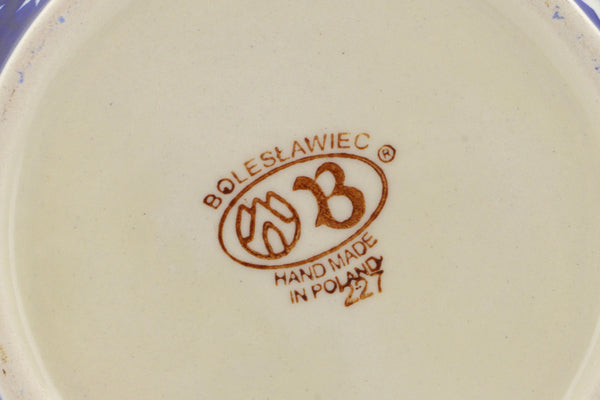 BOLESŁAWIEC ®
B
HAND MADE
IN POLAND
227